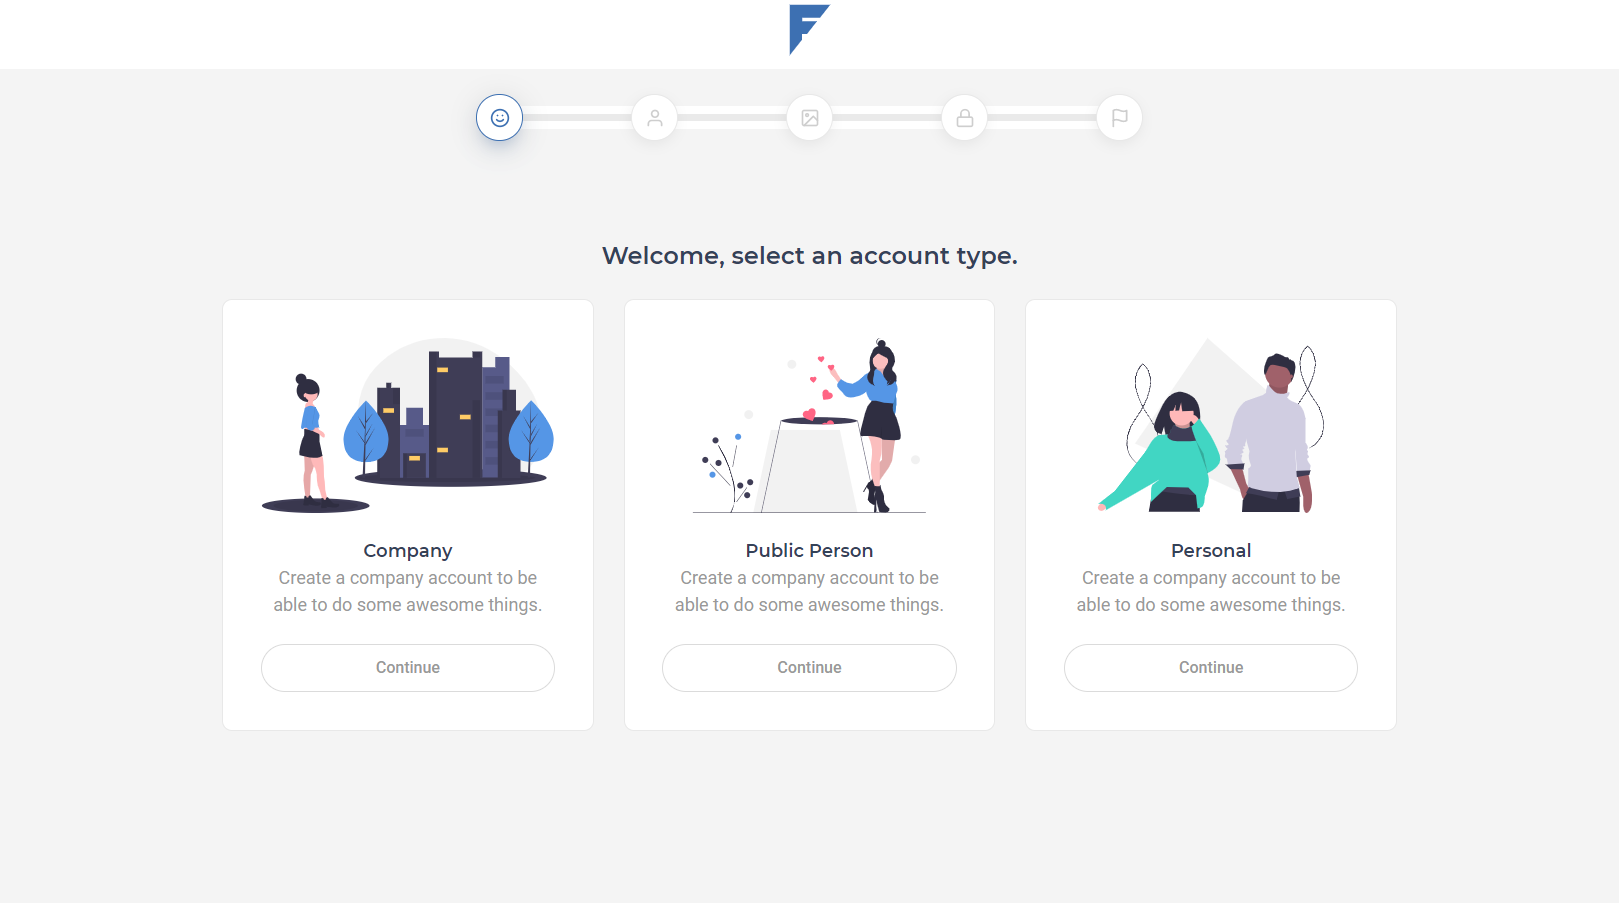 Welcome, select an account type.
Company
Create a company account to be
able to do some awesome things.
Continue
Public Person
Create a company account to be
able to do some awesome things.
Continue
Personal
Create a company account to be
able to do some awesome things.
Continue